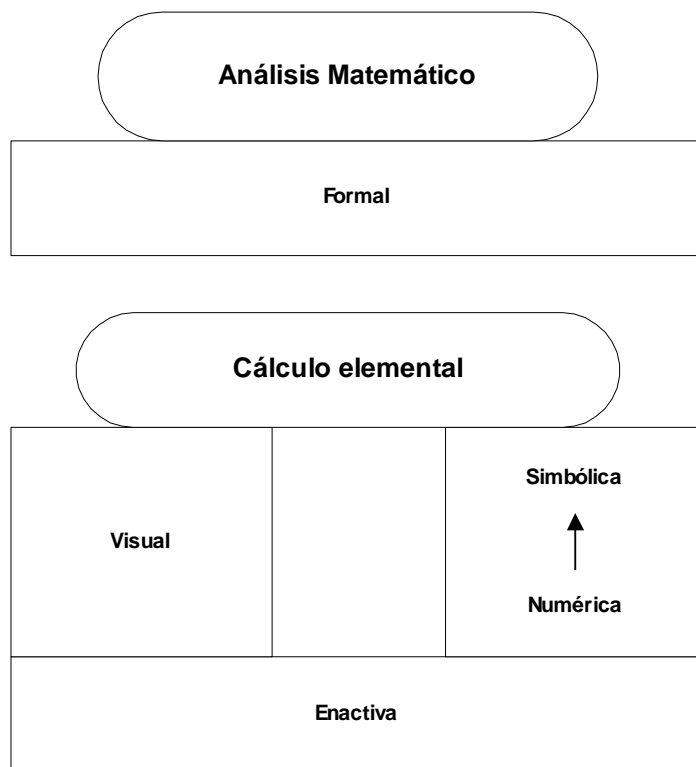 Análisis Matemático
Formal
Cálculo elemental
Simbólica
Visual
Numérica
Enactiva